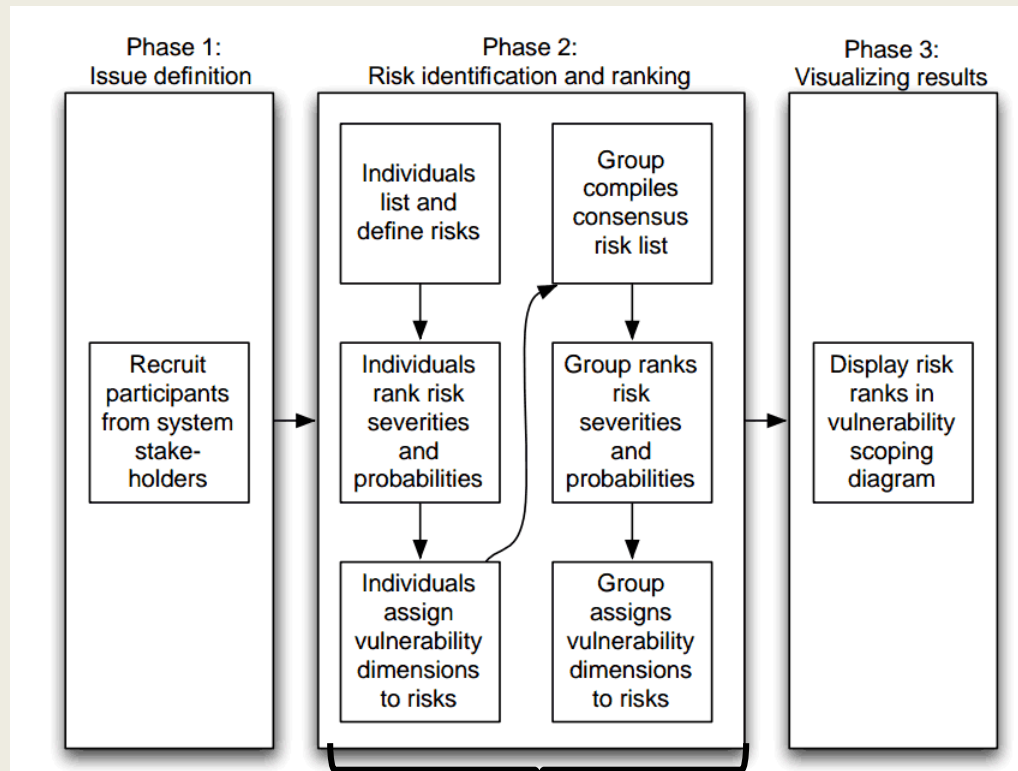 Phase 1:
Issue definition
Phase 2:
Risk identification and ranking
Phase 3:
Visualizing results
Recruit
participants
from system
stake-
holders
Individuals
list and
define risks
Individuals
rank risk
severities
and
probabilities
Individuals
assign
vulnerability
dimensions
to risks
Group
compiles
consensus
risk list
Group ranks
risk
severities
and
probabilities
Group
assigns
vulnerability
dimensions
to risks
Display risk
ranks in
vulnerability
scoping
diagram